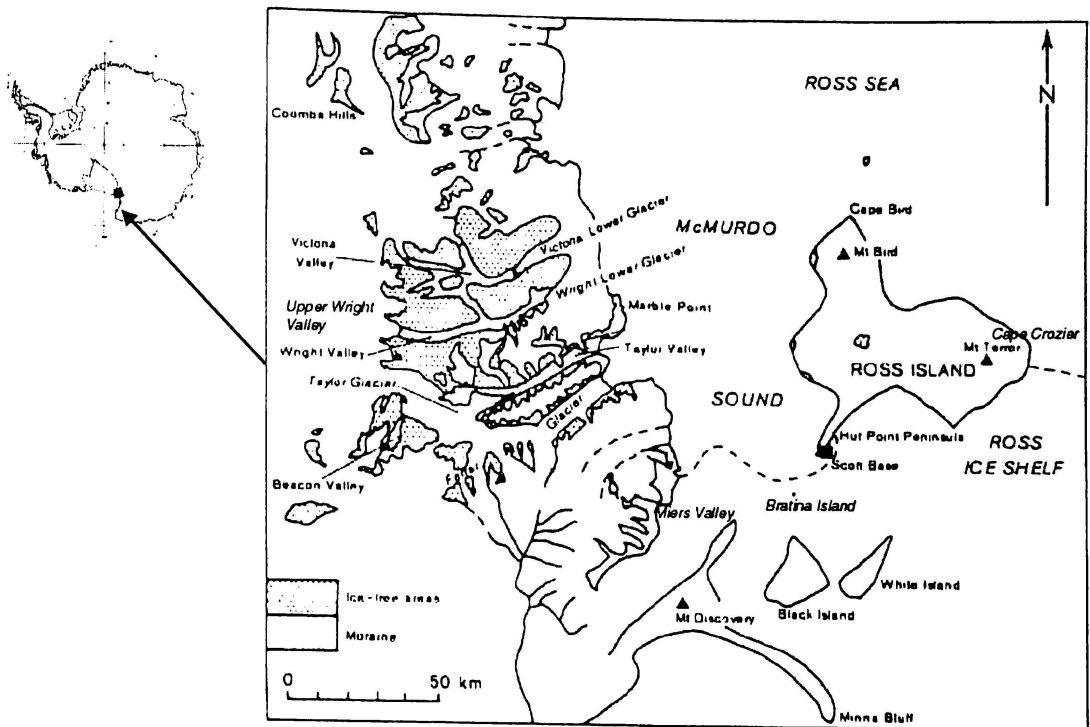 ROSS SEA
N
Coumbs Hills
Cape Bird
McMURDO
Mt Bird
Victoria Lower Glacier
Victona
Valley
Wright Lower Glacier
Upper Wright
Valley
Marble Point
Cape Crozier
Mt Terror
Wright Valley
Taylor Valley
ROSS ISLAND
Taylor Glacier
SOUND
Glacier
Hut Point Peninsula
ROSS
ICE SHELF
Scott Base
Beacon Valley
Miers Valley
Bratina Island
White Island
Black Island
Ice-free areas
Mt Discovery
Moraine
0 50 km
Minna Bluff